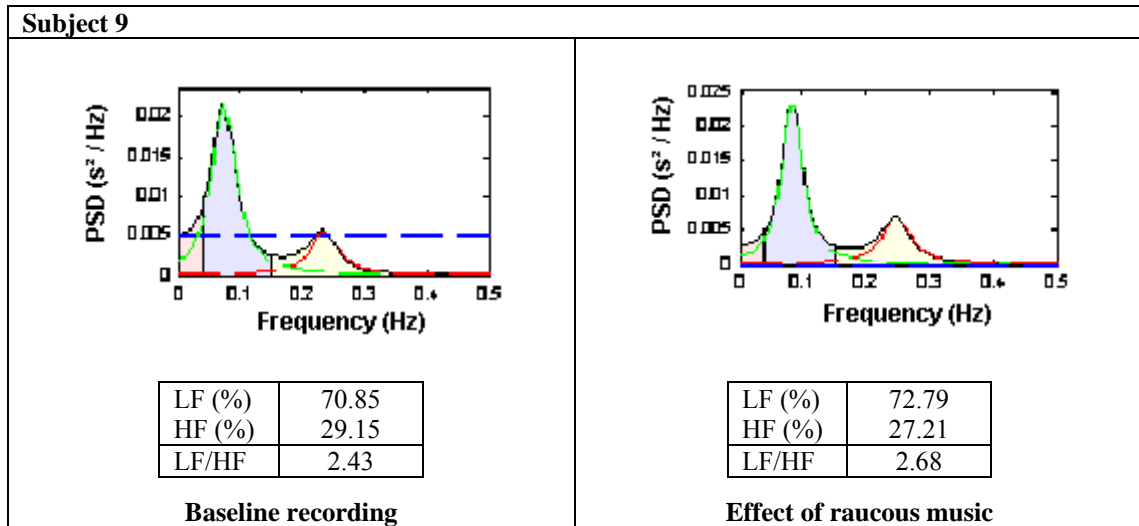 Subject 9
PSD (s² / Hz)
0.02
0.015
0.01
0.005
0
0 0.1 0.2 0.3 0.4 0.5
Frequency (Hz)
LF (%) 70.85
HF (%) 29.15
LF/HF 2.43
Baseline recording
PSD (s² / Hz)
0.025
0.02
0.015
0.01
0.005
0
0 0.1 0.2 0.3 0.4 0.5
Frequency (Hz)
LF (%) 72.79
HF (%) 27.21
LF/HF 2.68
Effect of raucous music